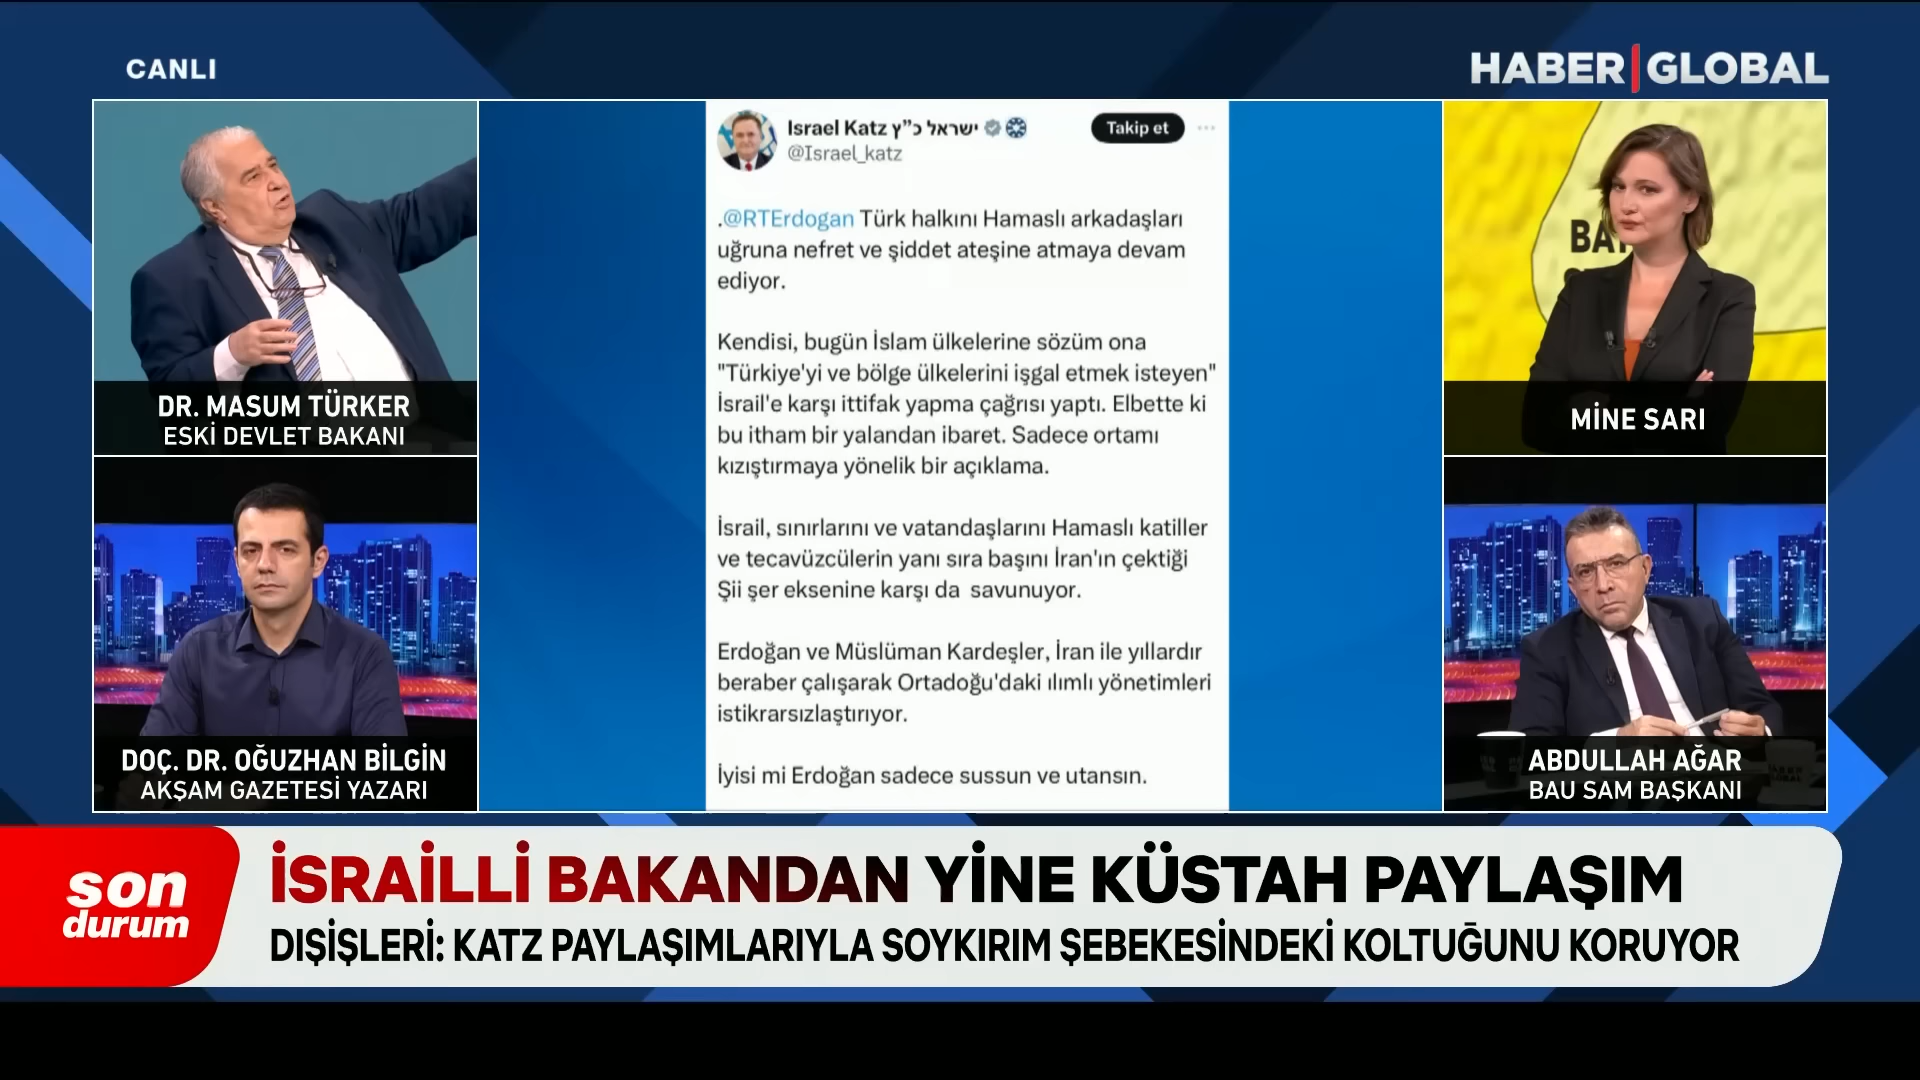 CANLI
HABER GLOBAL
Israel Katz ישראל כ”ץ
@Israel_katz
Takip et
.@RTErdogan Türk halkını Hamaslı arkadaşları
uğruna nefret ve şiddet ateşine atmaya devam
ediyor.
Kendisi, bugün İslam ülkelerine sözüm ona
"Türkiye'yi ve bölge ülkelerini işgal etmek isteyen"
İsrail'e karşı ittifak yapma çağrısı yaptı. Elbette ki
bu itham bir yalandan ibaret. Sadece ortamı
kızıştırmaya yönelik bir açıklama.
İsrail, sınırlarını ve vatandaşlarını Hamaslı katiller
ve tecavüzcülerin yanı sıra başını İran'ın çektiği
Şii şer eksenine karşı da savunuyor.
Erdoğan ve Müslüman Kardeşler, İran ile yıllardır
beraber çalışarak Ortadoğu'daki ılımlı yönetimleri
istikrarsızlaştırıyor.
İyisi mi Erdoğan sadece sussun ve utansın.
DR. MASUM TÜRKER
ESKİ DEVLET BAKANI
MİNE SARI
DOÇ. DR. OĞUZHAN BİLGİN
AKŞAM GAZETESİ YAZARI
ABDULLAH AĞAR
BAU SAM BAŞKANI
son
durum
İSRAİLLİ BAKANDAN YİNE KÜSTAH PAYLAŞIM
DIŞİŞLERİ: KATZ PAYLAŞIMLARIYLA SOYKIRIM ŞEBEKESİNDEKİ KOLTUĞUNU KORUYOR